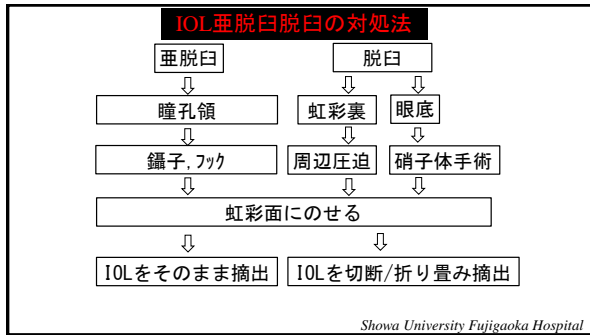 IOL亜脱臼脱臼の対処法
亜脱臼
脱臼
瞳孔領
虹彩裏
眼底
鑷子,フック
周辺圧迫
硝子体手術
虹彩面にのせる
IOLをそのまま摘出
IOLを切断/折り畳み摘出
Showa University Fujigaoka Hospital